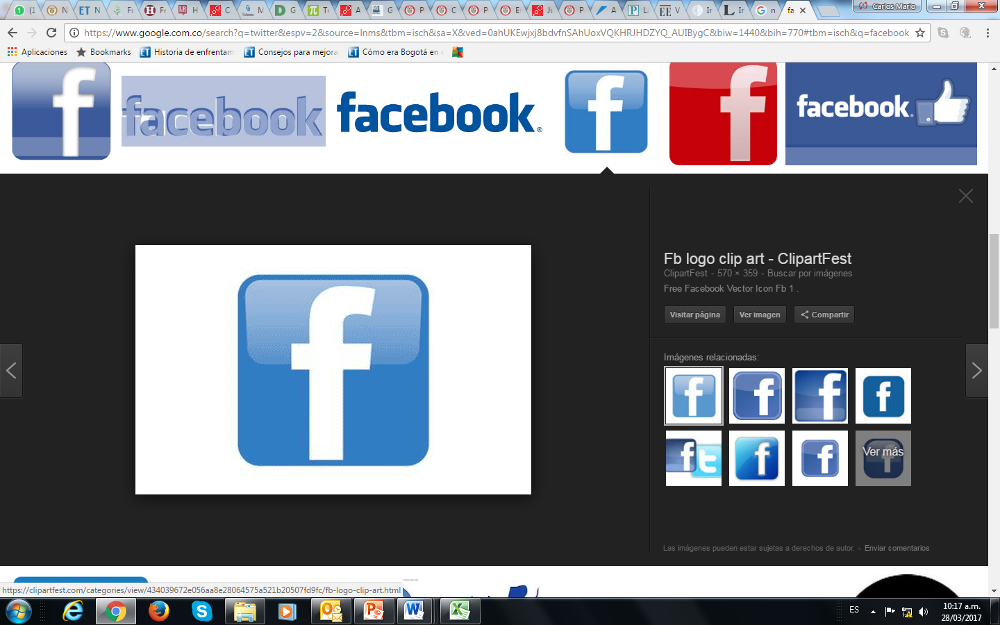 Carlos Mario
https://www.google.com.co/search?q=twitter&espv=2&source=lnms&tbm=isch&sa=X&ved=0ahUKEwjxj8bdvfnSAhUoxVQKHRJHDZYQ_AUIBygC&biw=1440&bih=770#tbm=isch&q=facebook
Aplicaciones Bookmarks Historia de enfrentam Consejos para mejora Cómo era Bogotá en
facebook
facebook®
facebook
Fb logo clip art - ClipartFest
ClipartFest - 570 × 359 - Buscar por imágenes
Free Facebook Vector Icon Fb 1 .
Visitar página Ver imagen Compartir
Imágenes relacionadas:
Ver más
Las imágenes pueden estar sujetas a derechos de autor. - Enviar comentarios
https://clipartfest.com/categories/view/434039672e056aa8e28064575a521b20507fd9fc/fb-logo-clip-art.html
ES
10:17 a.m.
28/03/2017